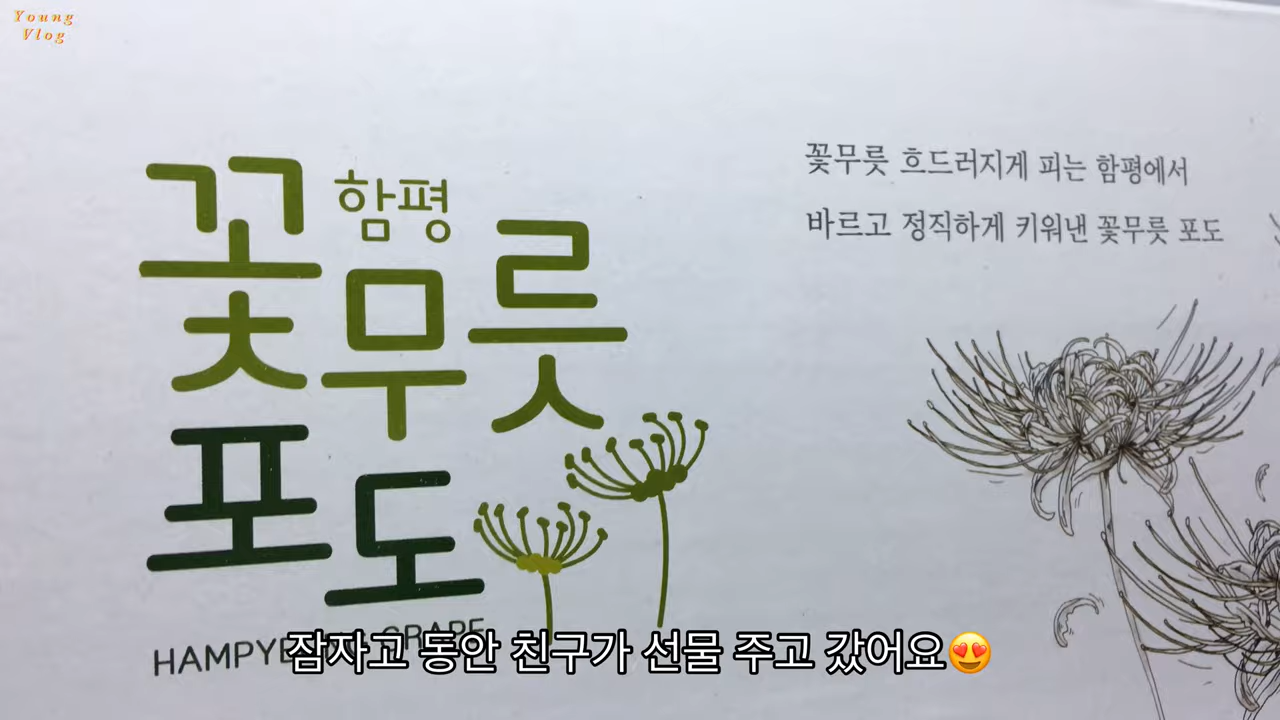 Young
Vlog
함평
꽃무릇
포도
꽃무릇 흐드러지게 피는 함평에서
바르고 정직하게 키워낸 꽃무릇 포도
잠자고 동안 친구가 선물 주고 갔어요😍